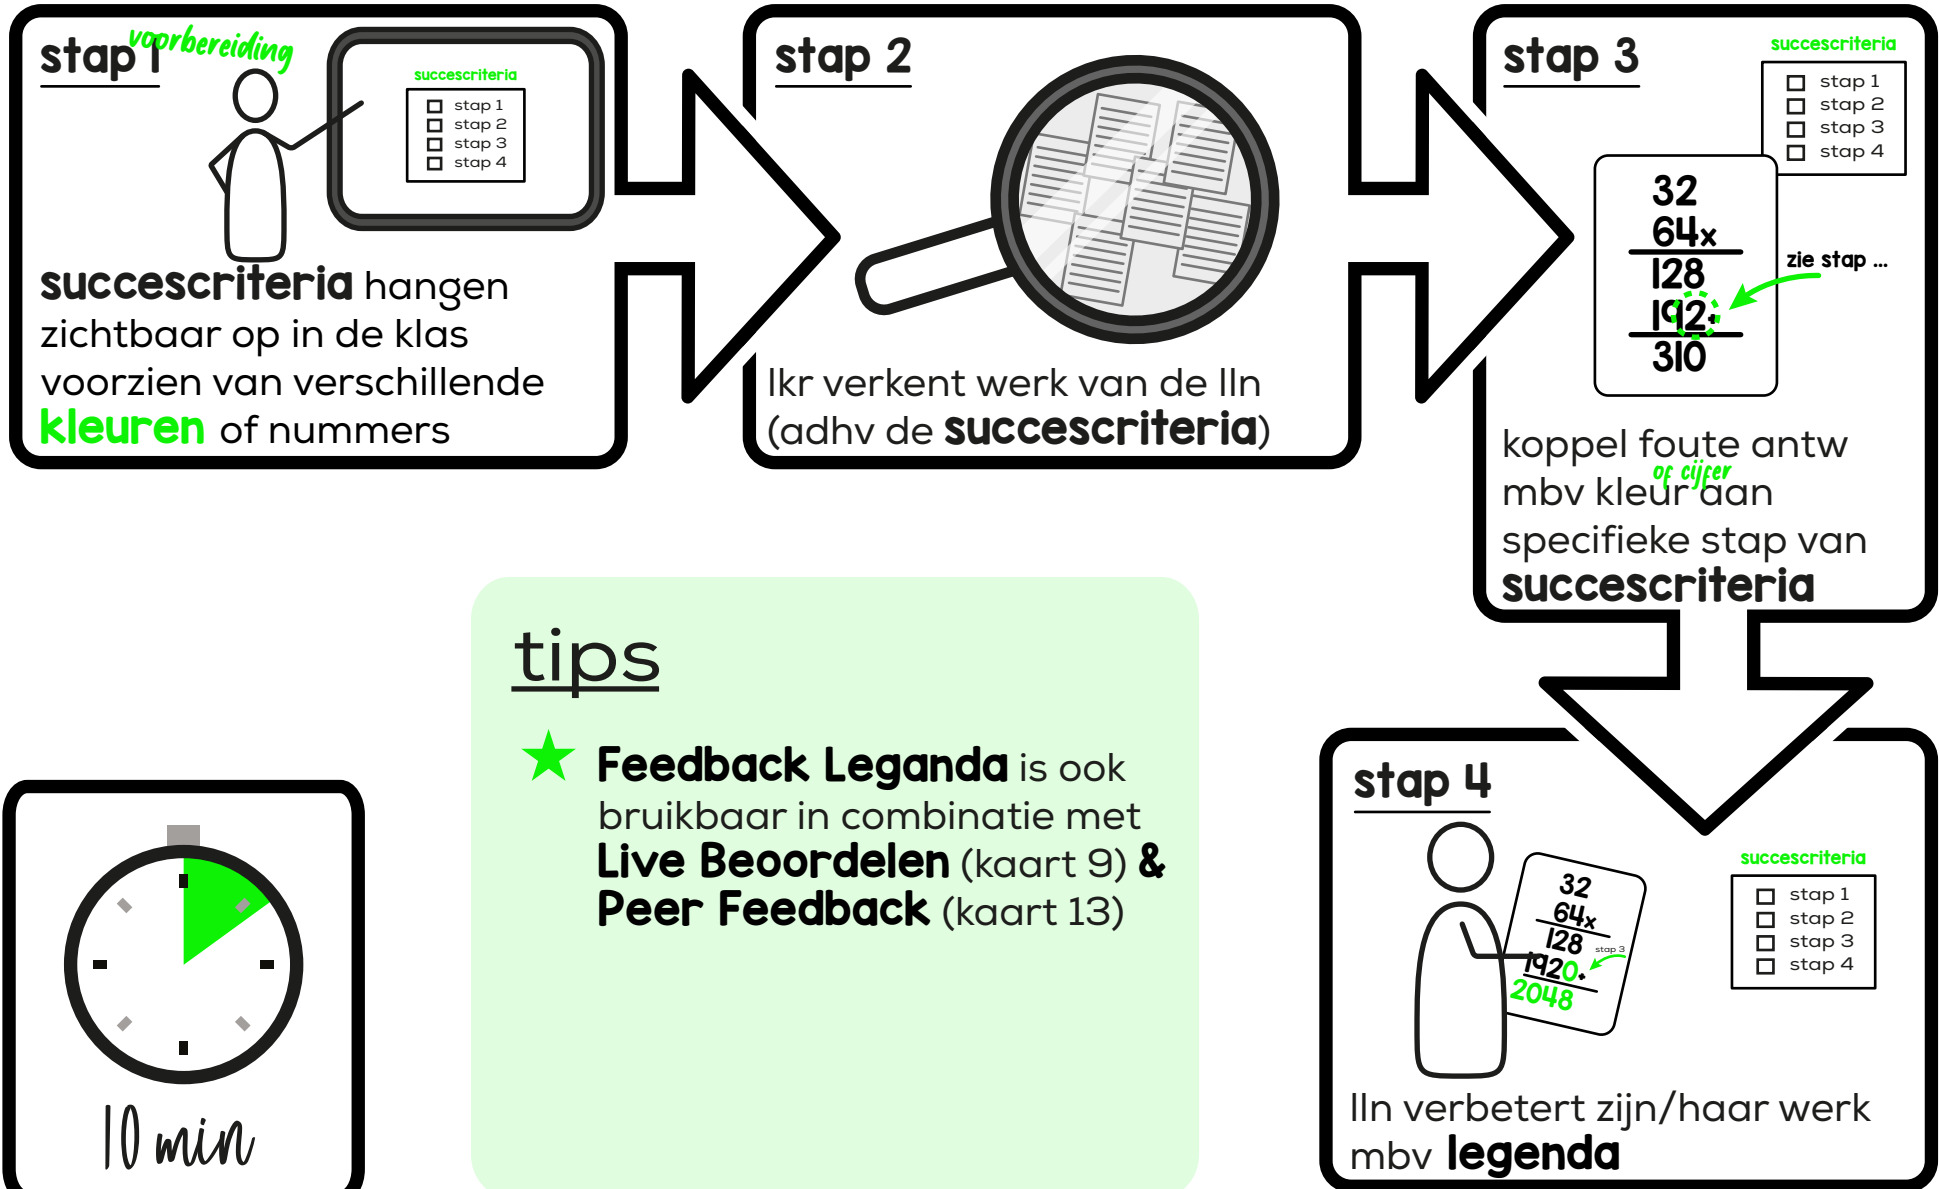 stap 1
voorbereiding
succescriteria
stap 1
stap 2
stap 3
stap 4
succescriteria hangen
zichtbaar op in de klas
voorzien van verschillende
kleuren of nummers
stap 2
lkr verkent werk van de lln
(adhv de succescriteria)
stap 3
succescriteria
stap 1
stap 2
stap 3
stap 4
32
64x
128
192+
310
zie stap ...
koppel foute antw
of cijfer
mbv kleur aan
specifieke stap van
succescriteria
stap 4
succescriteria
stap 1
stap 2
stap 3
stap 4
32
64x
128
stap 3
1920+
2048
lln verbetert zijn/haar werk
mbv legenda
tips
Feedback Leganda is ook
bruikbaar in combinatie met
Live Beoordelen (kaart 9) &
Peer Feedback (kaart 13)
10 min